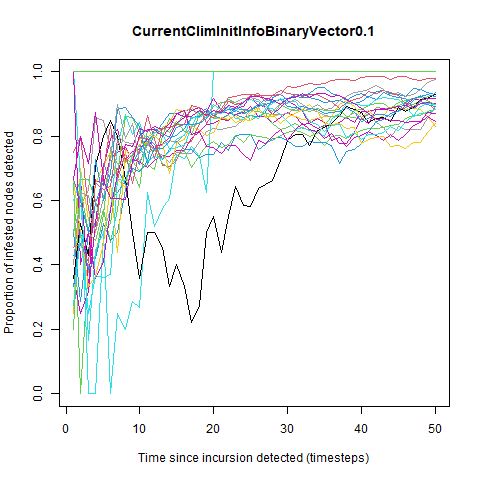 CurrentClimInitInfoBinaryVector0.1
Proportion of infested nodes detected
1.0
0.8
0.6
0.4
0.2
0.0
0 10 20 30 40 50
Time since incursion detected (timesteps)